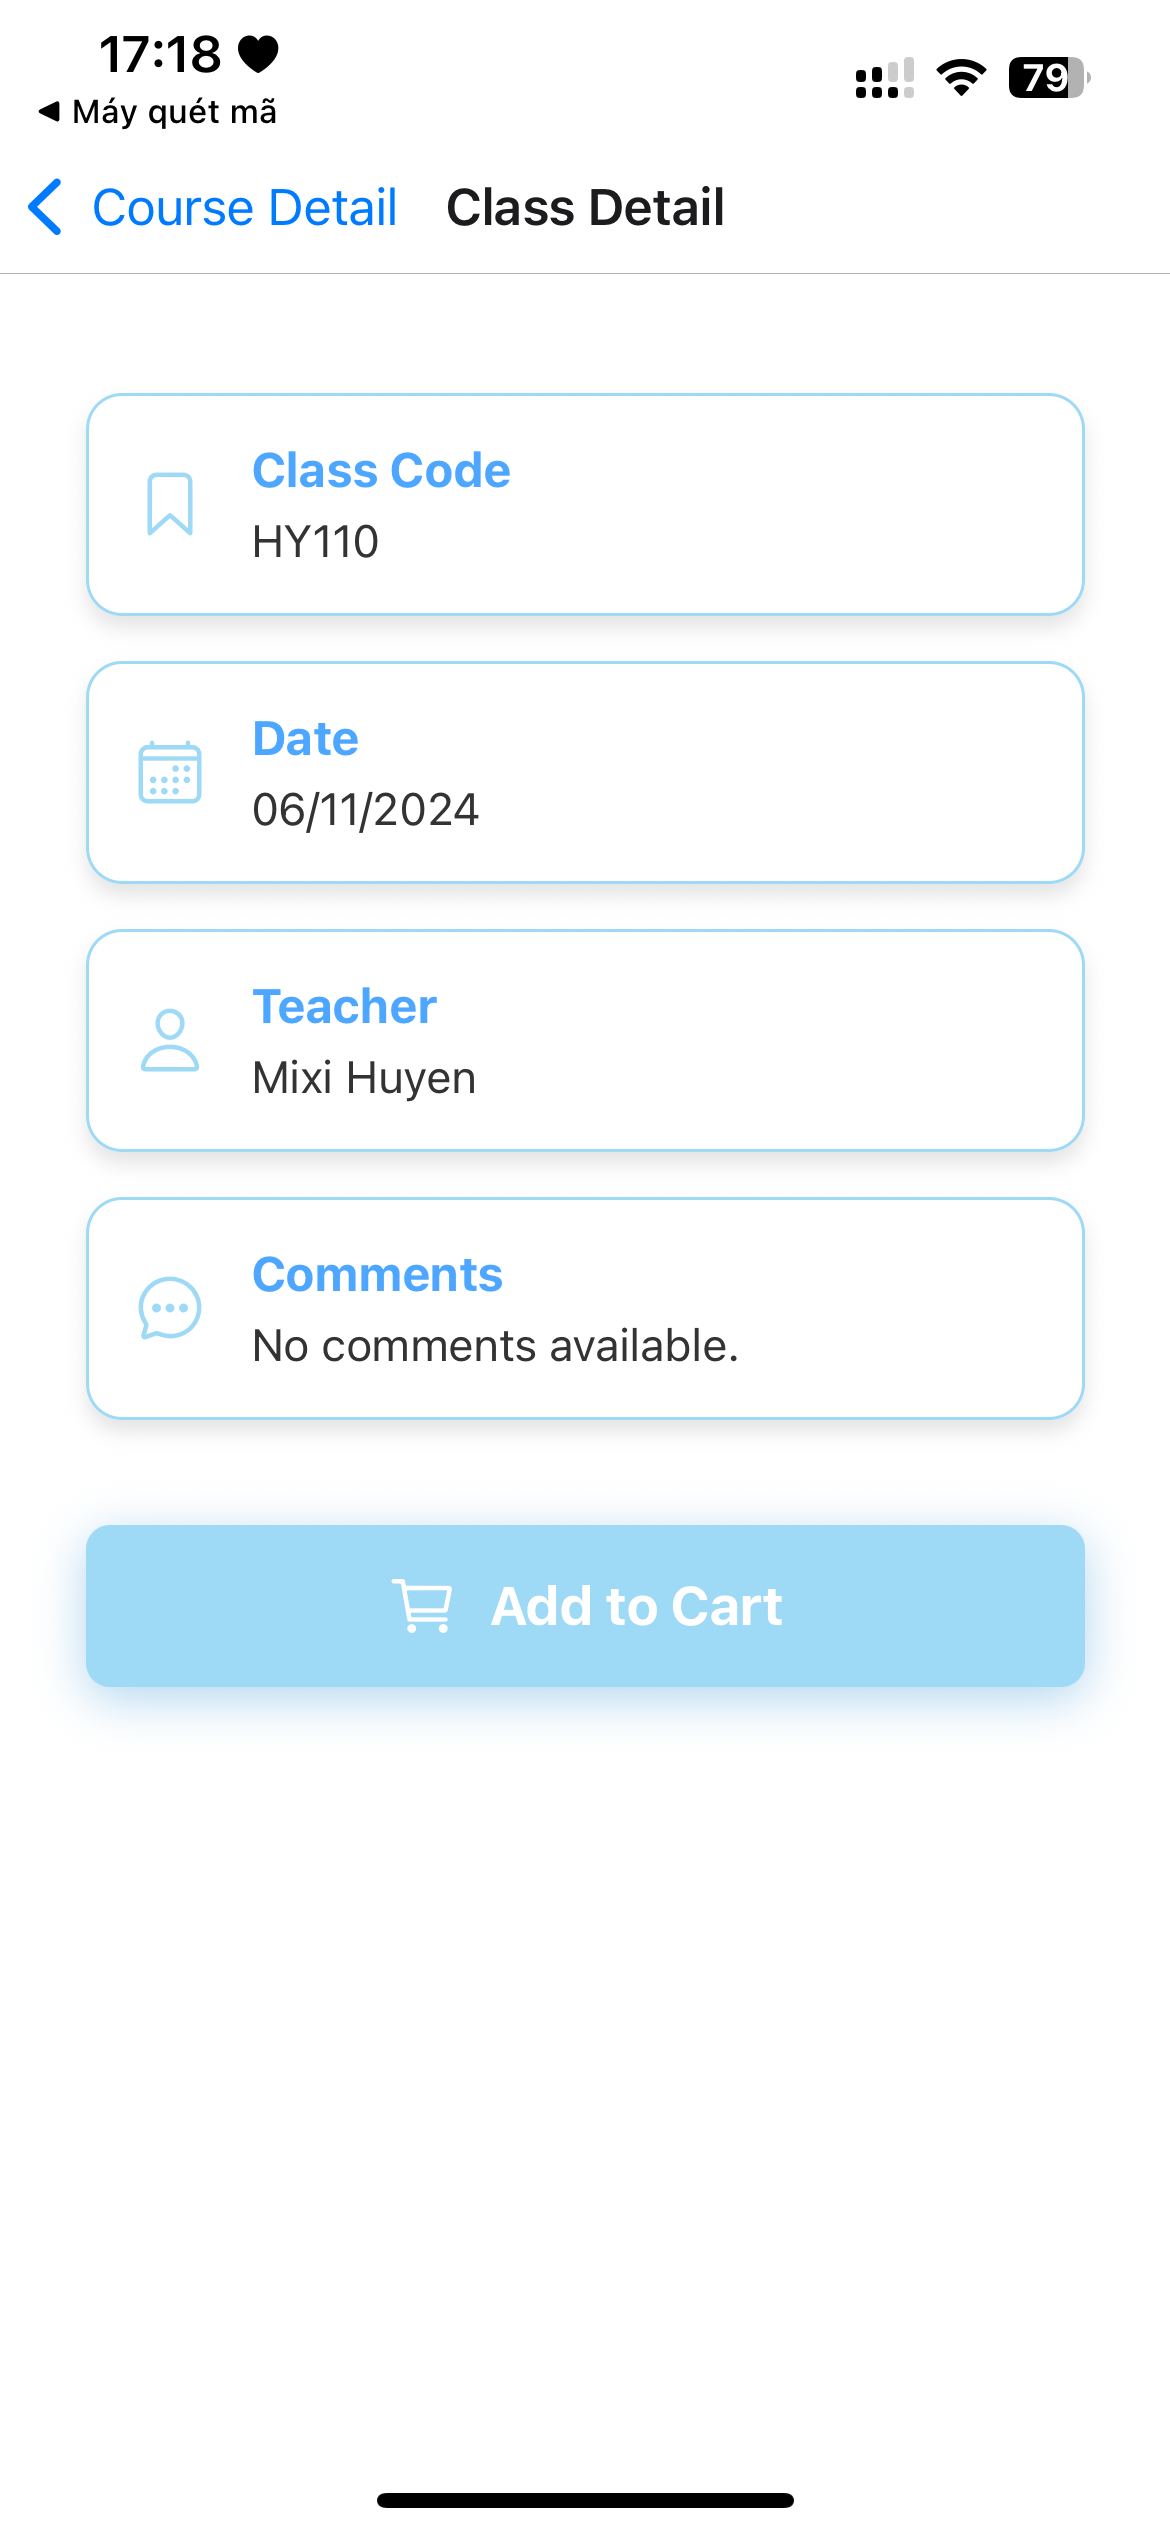 17:18
◀ Máy quét mã
79
Course Detail Class Detail
Class Code
HY110
Date
06/11/2024
Teacher
Mixi Huyen
Comments
No comments available.
Add to Cart